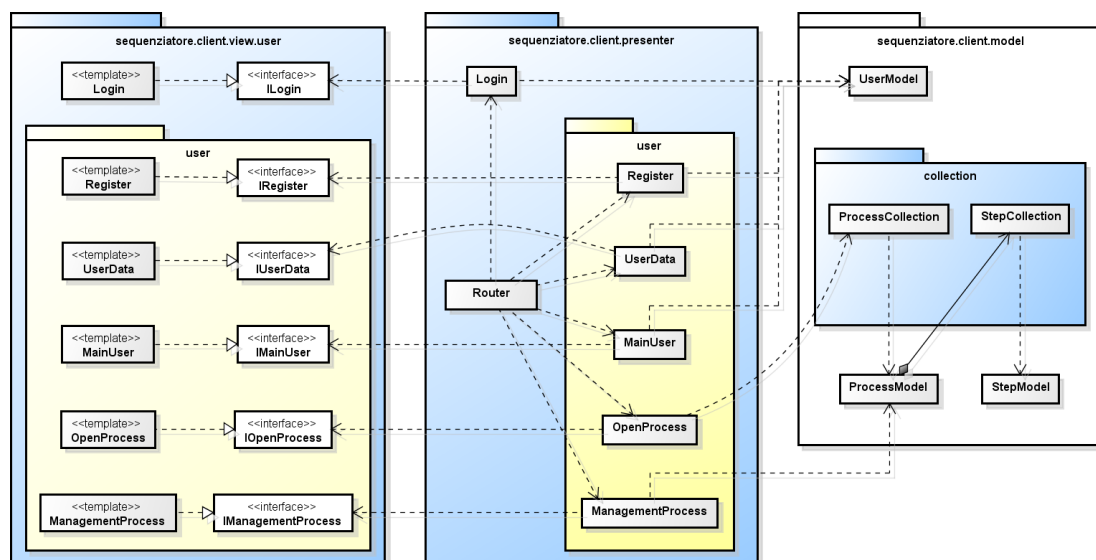 sequenziatore.client.view.user
<<template>>
Login
<<interface>>
ILogin
user
<<template>>
Register
<<interface>>
IRegister
<<template>>
UserData
<<interface>>
IUserData
<<template>>
MainUser
<<interface>>
IMainUser
<<template>>
OpenProcess
<<interface>>
IOpenProcess
<<template>>
ManagementProcess
<<interface>>
IManagementProcess
sequenziatore.client.presenter
Login
Router
user
Register
UserData
MainUser
OpenProcess
ManagementProcess
sequenziatore.client.model
UserModel
collection
ProcessCollection
StepCollection
ProcessModel
StepModel